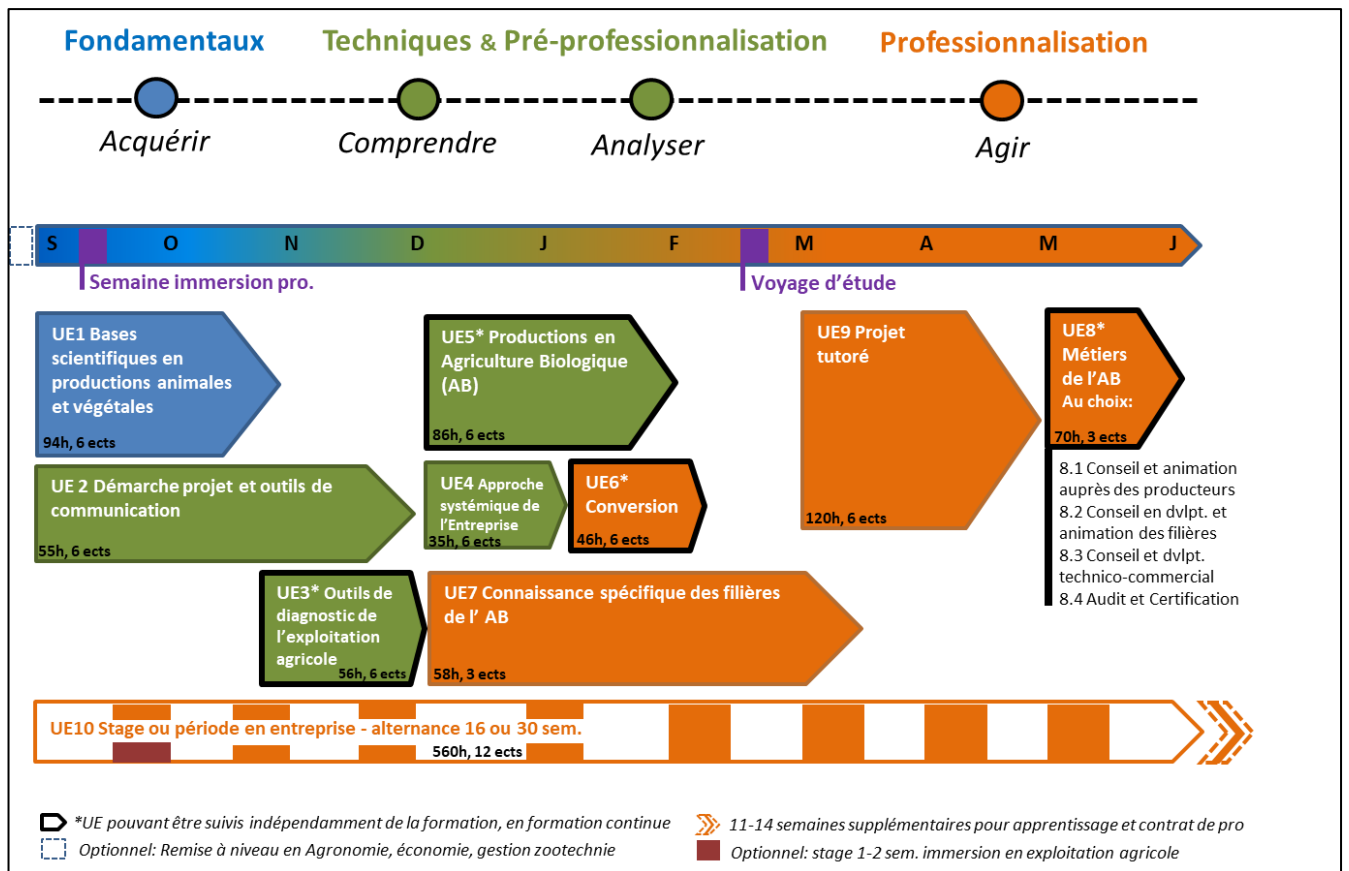 Fondamentaux
Techniques & Pré-professionnalisation
Professionnalisation
Acquérir
Comprendre
Analyser
Agir
S O N D J F M A M J
Semaine immersion pro.
Voyage d'étude
UE1 Bases
scientifiques en
productions animales
et végétales
94h, 6 ects
UE5* Productions en
Agriculture Biologique
(AB)
86h, 6 ects
UE9 Projet
tutoré
120h, 6 ects
UE8*
Métiers
de l'AB
Au choix:
70h, 3 ects
8.1 Conseil et animation
auprès des producteurs
8.2 Conseil en dvlpt. et
animation des filières
8.3 Conseil et dvlpt.
technico-commercial
8.4 Audit et Certification
UE 2 Démarche projet et outils de
communication
55h, 6 ects
UE4 Approche
systémique de
l'Entreprise
35h, 6 ects
UE6*
Conversion
46h, 6 ects
UE3* Outils de
diagnostic de
l'exploitation
agricole
56h, 6 ects
UE7 Connaissance spécifique des filières
de l' AB
58h, 3 ects
UE10 Stage ou période en entreprise - alternance 16 ou 30 sem.
560h, 12 ects
*UE pouvant être suivis indépendamment de la formation, en formation continue
Optionnel: Remise à niveau en Agronomie, économie, gestion zootechnie
11-14 semaines supplémentaires pour apprentissage et contrat de pro
Optionnel: stage 1-2 sem. immersion en exploitation agricole